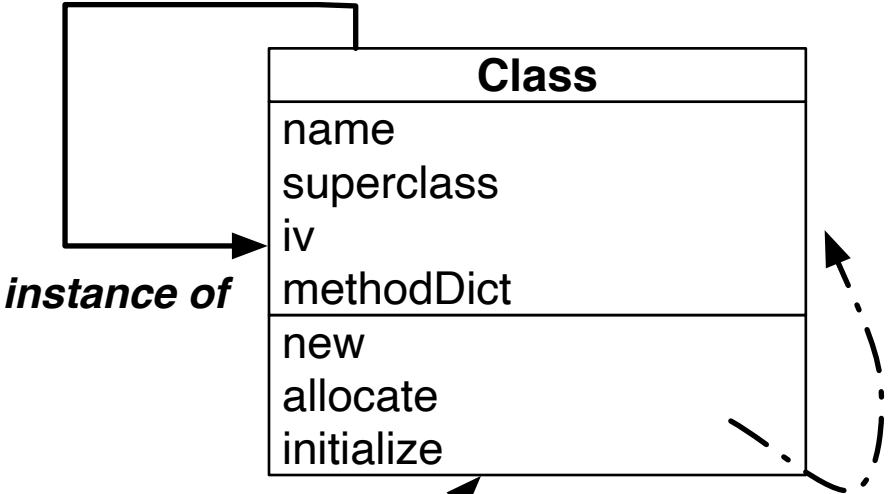 Class
name
superclass
iv
instance of
methodDict
new
allocate
initialize